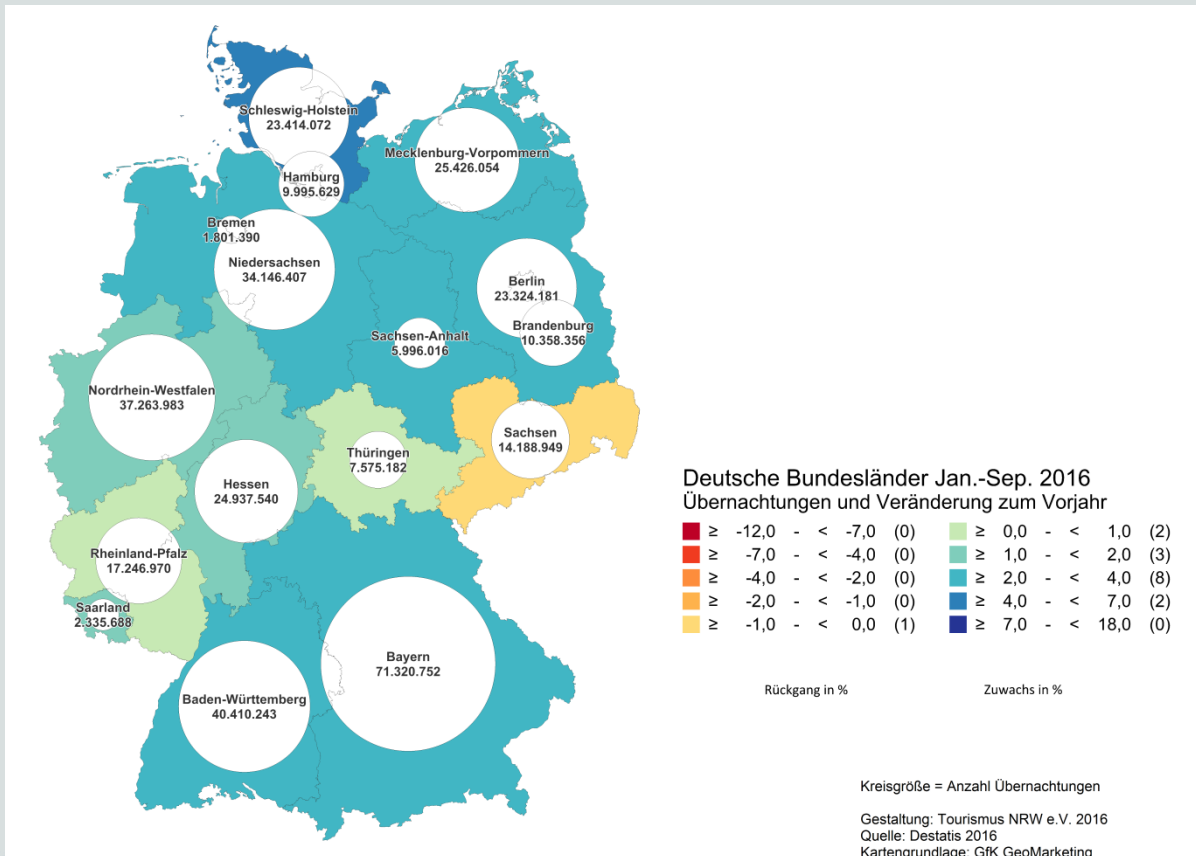 Schleswig-Holstein
23.414.072
Mecklenburg-Vorpommern
25.426.054
Hamburg
9.995.629
Bremen
1.801.390
Niedersachsen
34.146.407
Berlin
23.324.181
Brandenburg
10.358.356
Sachsen-Anhalt
5.996.016
Nordrhein-Westfalen
37.263.983
Sachsen
14.188.949
Thüringen
7.575.182
Hessen
24.937.540
Rheinland-Pfalz
17.246.970
Saarland
2.335.688
Bayern
71.320.752
Baden-Württemberg
40.410.243
Deutsche Bundesländer Jan.-Sep. 2016
Übernachtungen und Veränderung zum Vorjahr
≥ -12,0 - < -7,0 (0)
≥ -7,0 - < -4,0 (0)
≥ -4,0 - < -2,0 (0)
≥ -2,0 - < -1,0 (0)
≥ -1,0 - < 0,0 (1)
≥ 0,0 - < 1,0 (2)
≥ 1,0 - < 2,0 (3)
≥ 2,0 - < 4,0 (8)
≥ 4,0 - < 7,0 (2)
≥ 7,0 - < 18,0 (0)
Rückgang in %
Zuwachs in %
Kreisgröße = Anzahl Übernachtungen
Gestaltung: Tourismus NRW e.V. 2016
Quelle: Destatis 2016
Kartengrundlage: GfK GeoMarketing